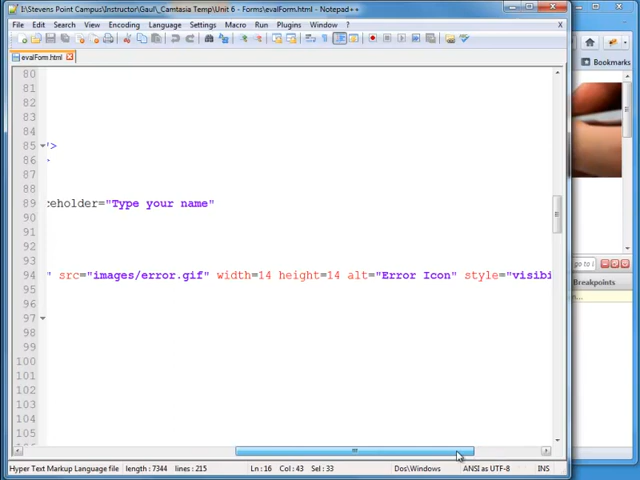 I:\Stevens Point Campus\Instructor\Gaul\_Camtasia Temp\Unit 6 - Forms\evalForm.html - Notepad++
File Edit Search View Encoding Language Settings Macro Run Plugins Window ? X
evalForm.html
Bookmarks
80
81
82
83
84
85 '>
86 >
87
88
89 ceholder="Type your name"
90
91
92
93
94 " src="images/error.gif" width=14 height=14 alt="Error Icon" style="visibi
95
96
97
98
99
100
101
102
103
104
105
go to l
Breakpoints
Hyper Text Markup Language file length : 7344 lines : 215 Ln : 16 Col : 43 Sel : 33 Dos\Windows ANSI as UTF-8 INS